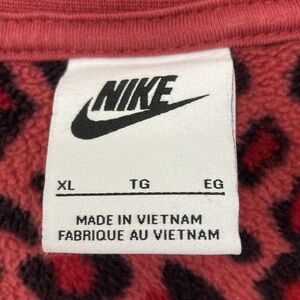 NIKE
XL TG EG
MADE IN VIETNAM
FABRIQUE AU VIETNAM